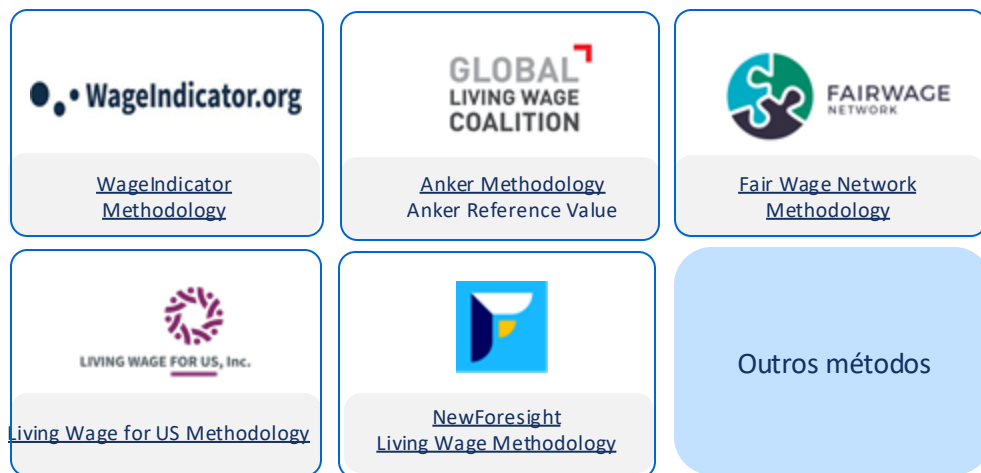 WageIndicator.org
WageIndicator
Methodology
GLOBAL
LIVING WAGE
COALITION
Anker Methodology
Anker Reference Value
FAIRWAGE
NETWORK
Fair Wage Network
Methodology
LIVING WAGE FOR US, Inc.
Living Wage for US Methodology
NewForesight
Living Wage Methodology
Outros métodos